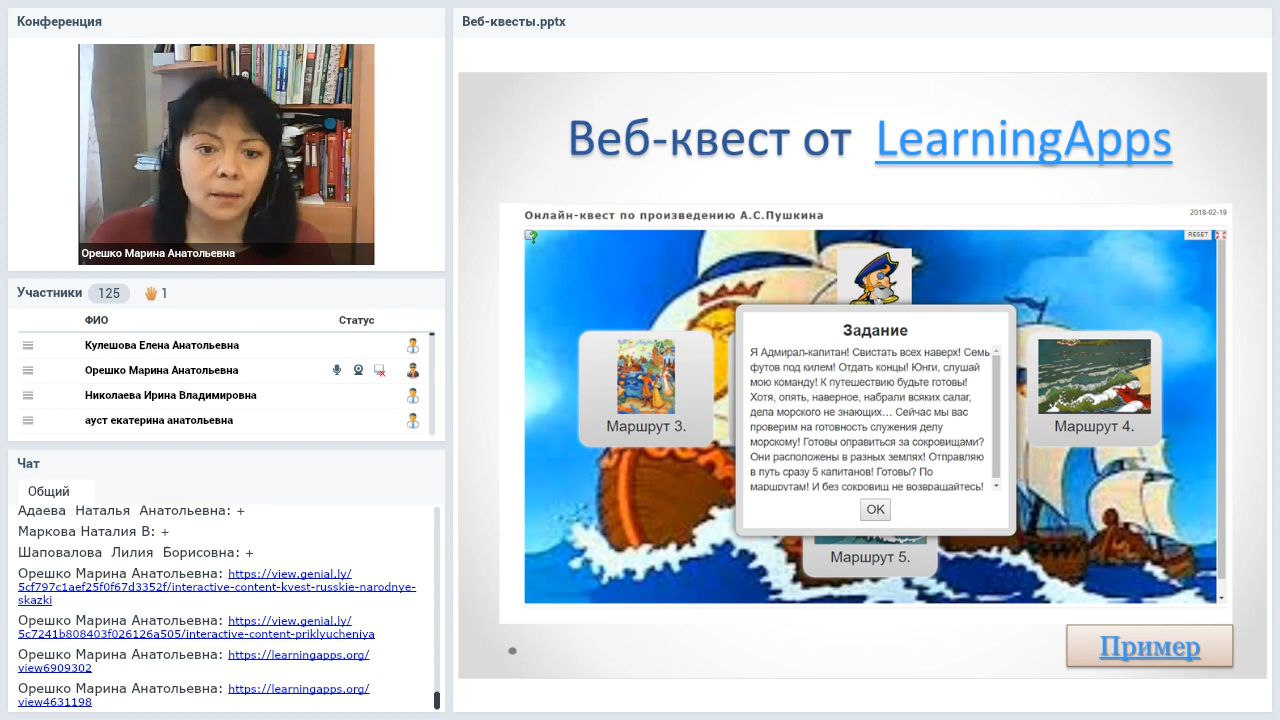 Конференция
Орешко Марина Анатольевна
Участники 125 1
ФИО Статус
Кулешова Елена Анатольевна
Орешко Марина Анатольевна
Николаева Ирина Владимировна
ауст екатерина анатольевна
Чат
Общий
Адаева Наталья Анатольевна: +
Маркова Наталия В: +
Шаповалова Лилия Борисовна: +
Орешко Марина Анатольевна: https://view.genial.ly/
5cf797c1aef25f0f67d3352f/interactive-content-kvest-russkie-narodnye-
skazki
Орешко Марина Анатольевна: https://view.genial.ly/
5c7241b808403f026126a505/interactive-content-priklyucheniya
Орешко Марина Анатольевна: https://learningapps.org/
view6909302
Орешко Марина Анатольевна: https://learningapps.org/
view4631198
Веб-квесты.pptx
Веб-квест от LearningApps
Онлайн-квест по произведению А.С.Пушкина
2018-02-19
RESET
Задание
Я Адмирал-капитан! Свистать всех наверх! Семь
футов под килем! Отдать концы! Юнги, слушай
мою команду! К путешествию будьте готовы!
Хотя, опять, наверное, набрали всяких салаг,
дела морского не знающих... Сейчас мы вас
проверим на готовность служения делу
морскому! Готовы оправиться за сокровищами?
Они расположены в разных землях! Отправляю
в путь сразу 5 капитанов! Готовы? По
маршрутам! И без сокровищ не возвращайтесь!
OK
Маршрут 3.
Маршрут 4.
Маршрут 5.
Пример